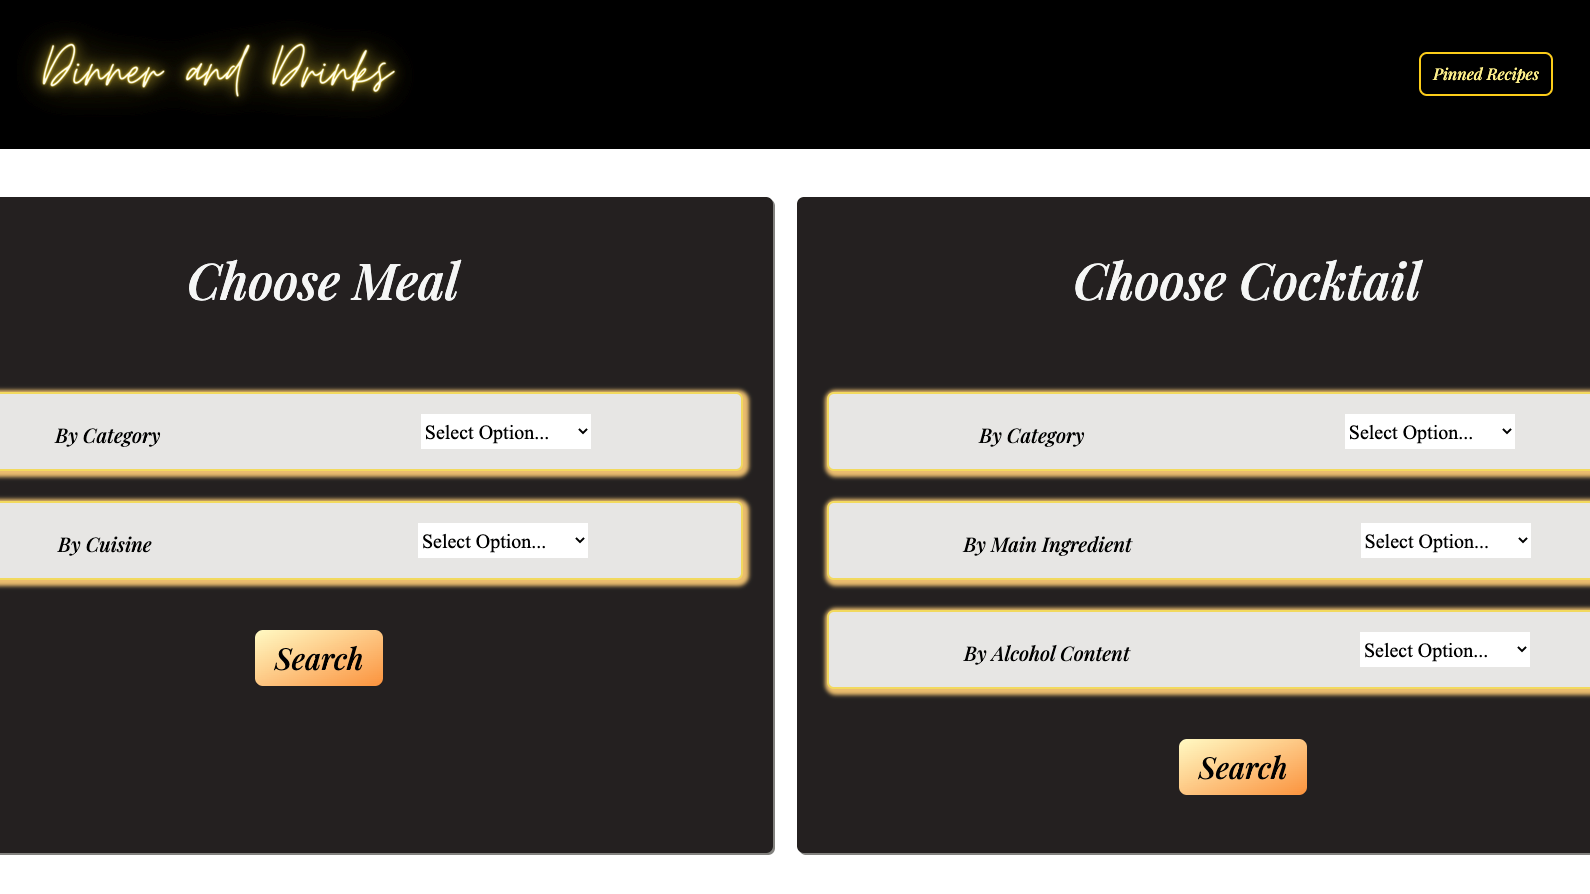 Dinner and Drinks
Pinned Recipes
Choose Meal
By Category
Select Option...
By Cuisine
Select Option...
Search
Choose Cocktail
By Category
Select Option...
By Main Ingredient
Select Option...
By Alcohol Content
Select Option...
Search